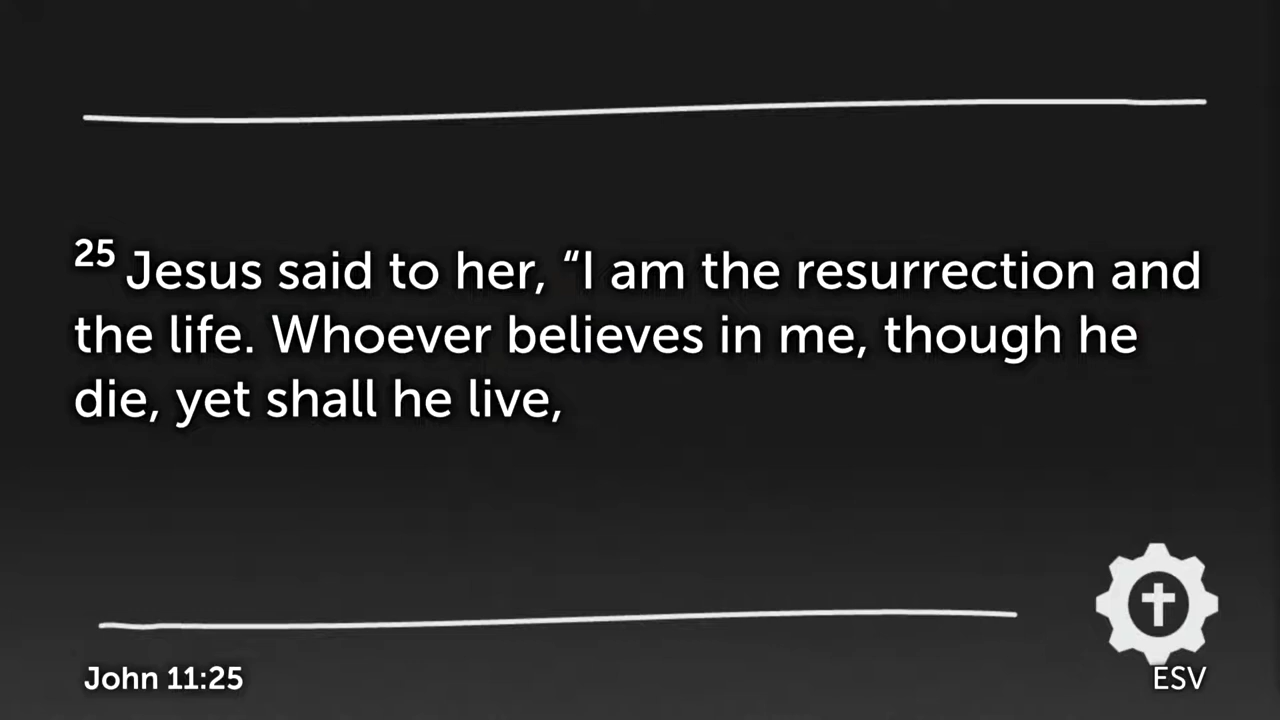 25 Jesus said to her, “I am the resurrection and
the life. Whoever believes in me, though he
die, yet shall he live,
John 11:25
ESV